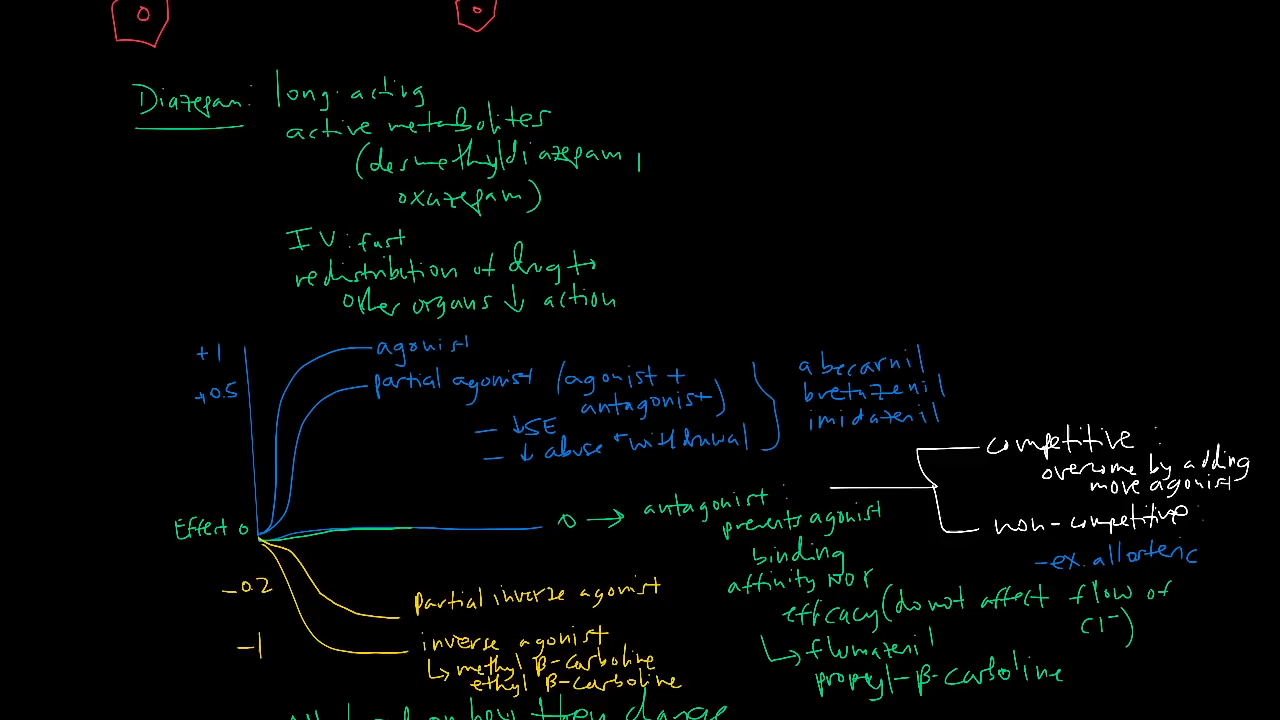 Diazepam: long-acting
active metabolites
(desmethyldiazepam,
oxazepam)
IV: fast
redistribution of drug →
other organs ↓ action
+1
agonist
+0.5
partial agonist (agonist +
antagonist)
- ↓SE
- ↓ abuse + withdrawal
abecarnil
bretazenil
imidazenil
competitive:
overcome by adding
more agonist
non-competitive:
-ex. allosteric
Effect 0
0 → antagonist:
prevents agonist
binding
affinity NOT
efficacy (do not affect flow of
Cl-)
↳ flumazenil
propyl-β-carboline
-0.2
partial inverse agonist
-1
inverse agonist
↳ methyl β-carboline
ethyl β-carboline
how they change